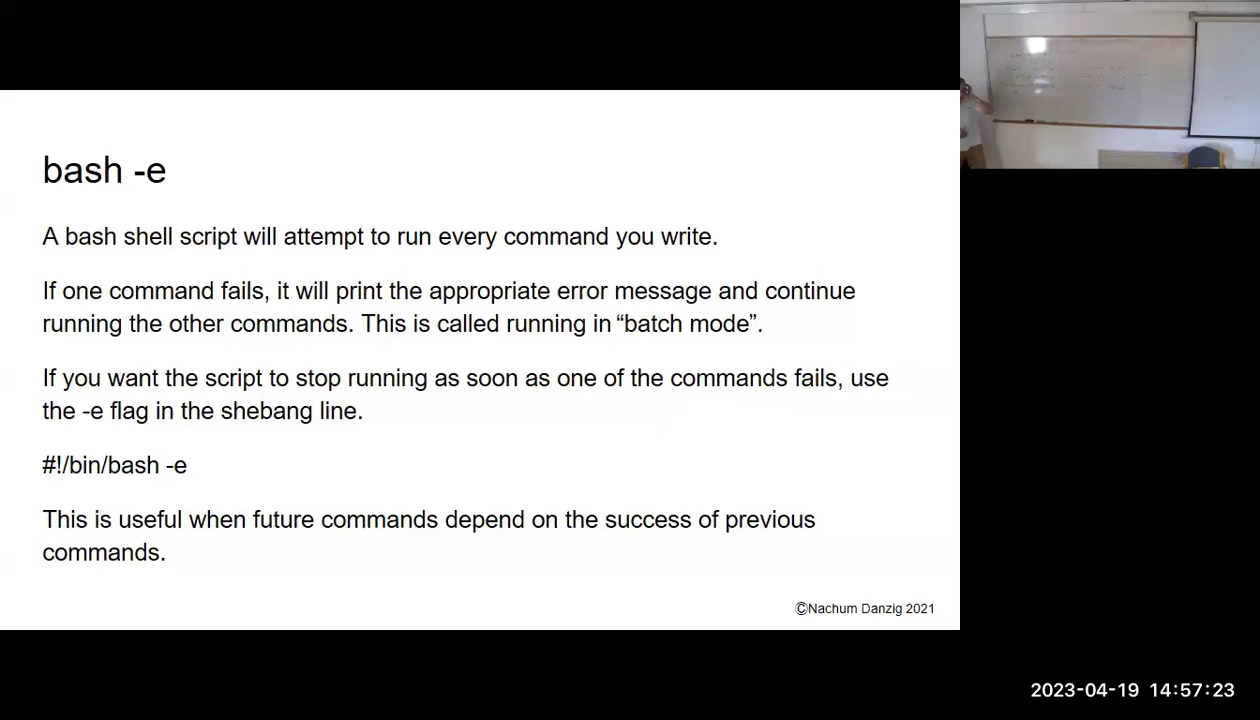 bash -e
A bash shell script will attempt to run every command you write.
If one command fails, it will print the appropriate error message and continue
running the other commands. This is called running in “batch mode”.
If you want the script to stop running as soon as one of the commands fails, use
the -e flag in the shebang line.
#!/bin/bash -e
This is useful when future commands depend on the success of previous
commands.
©Nachum Danzig 2021
2023-04-19 14:57:23